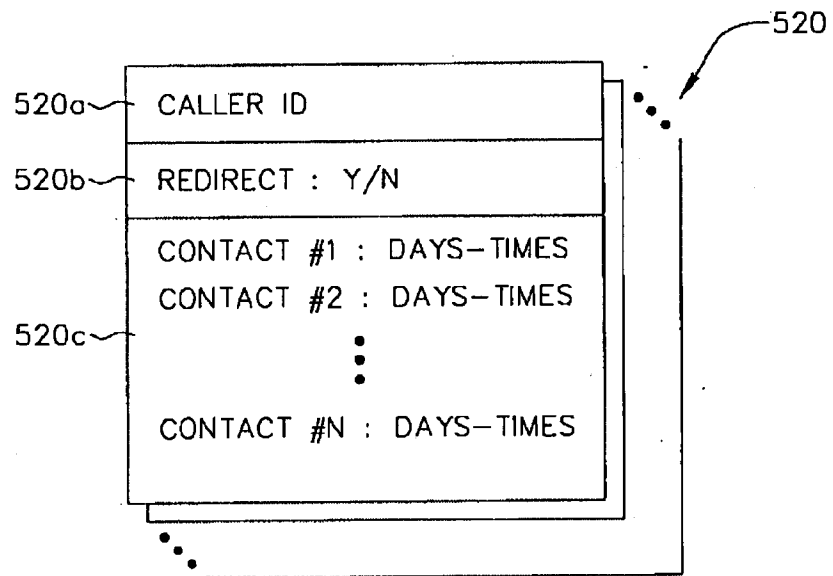 520
520a CALLER ID
520b REDIRECT : Y/N
CONTACT #1 : DAYS-TIMES
CONTACT #2 : DAYS-TIMES
520c
CONTACT #N : DAYS-TIMES